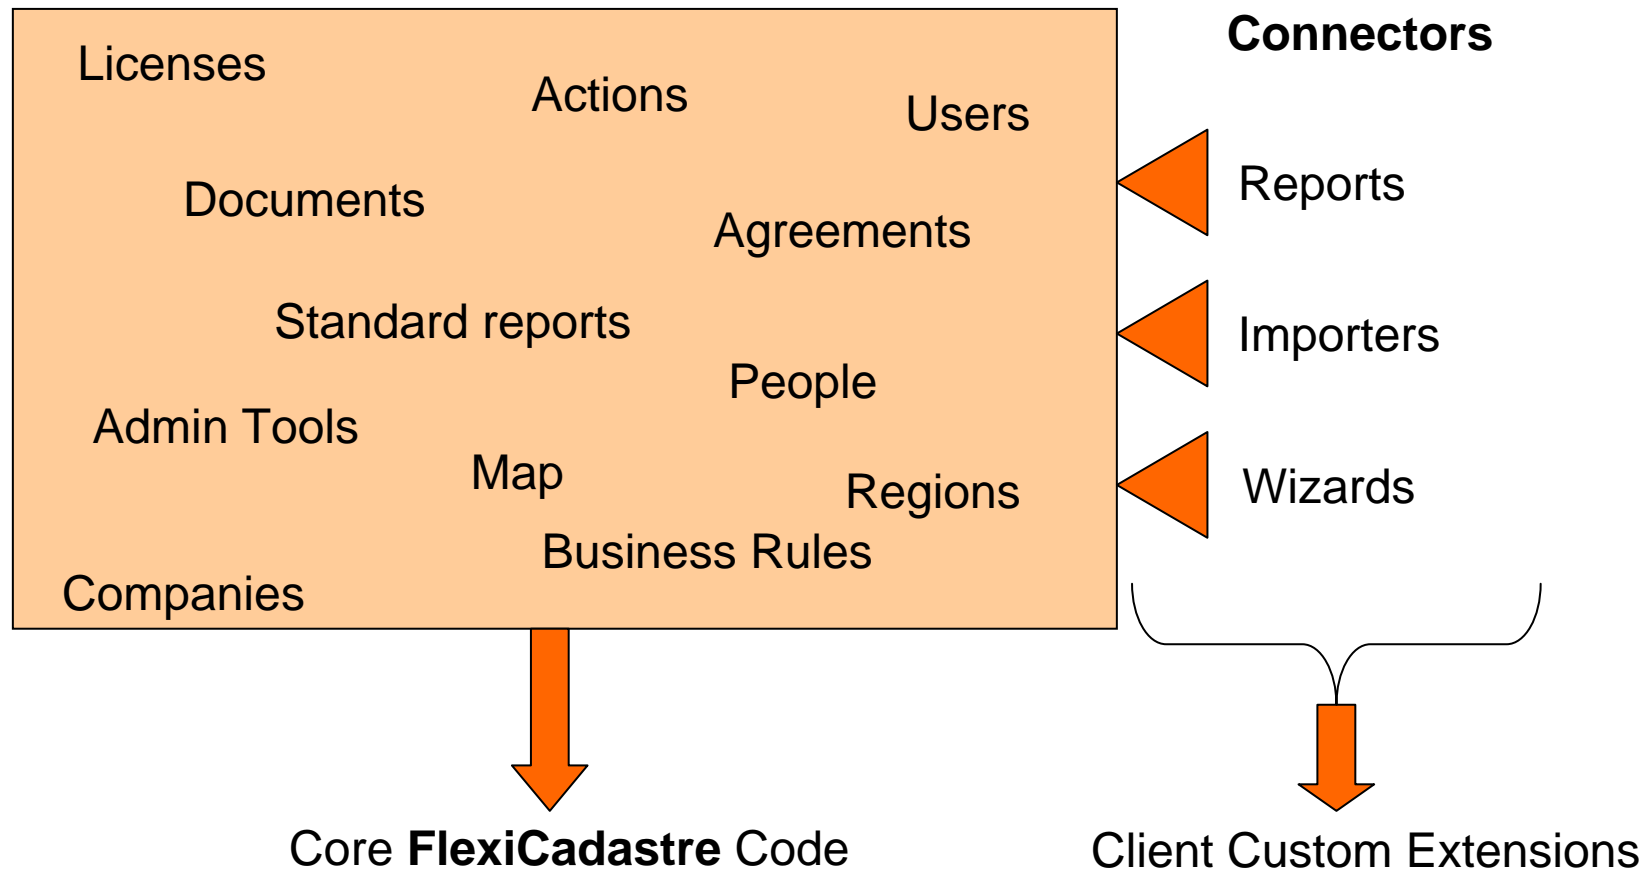 Connectors
Licenses
Actions
Users
Documents
Agreements
Reports
Standard reports
Importers
People
Admin Tools
Map
Regions
Wizards
Business Rules
Companies
Core FlexiCadastre Code
Client Custom Extensions